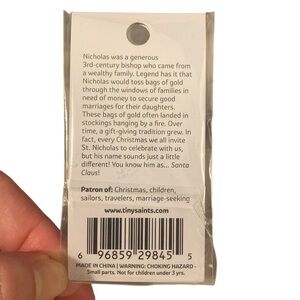 Nicholas was a generous
3rd-century bishop who came from
a wealthy family. Legend has it that
Nicholas would toss bags of gold
through the windows of families in
need of money to secure good
marriages for their daughters.
These bags of gold often landed in
stockings hanging by a fire. Over
time, a gift-giving tradition grew. In
fact, every Christmas we all invite
St. Nicholas to celebrate with us,
but his name sounds just a little
different! You know him as... Santa
Claus!
Patron of: Christmas, children,
sailors, travelers, marriage-seeking
www.tinysaints.com
6 96859 29845 5
MADE IN CHINA | WARNING: CHOKING HAZARD -
Small parts. Not for children under 3 yrs.